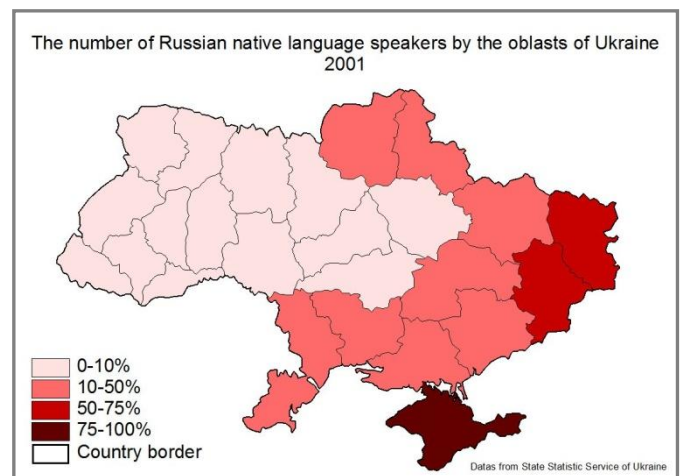 The number of Russian native language speakers by the oblasts of Ukraine
2001
0-10%
10-50%
50-75%
75-100%
Country border
Datas from State Statistic Service of Ukraine